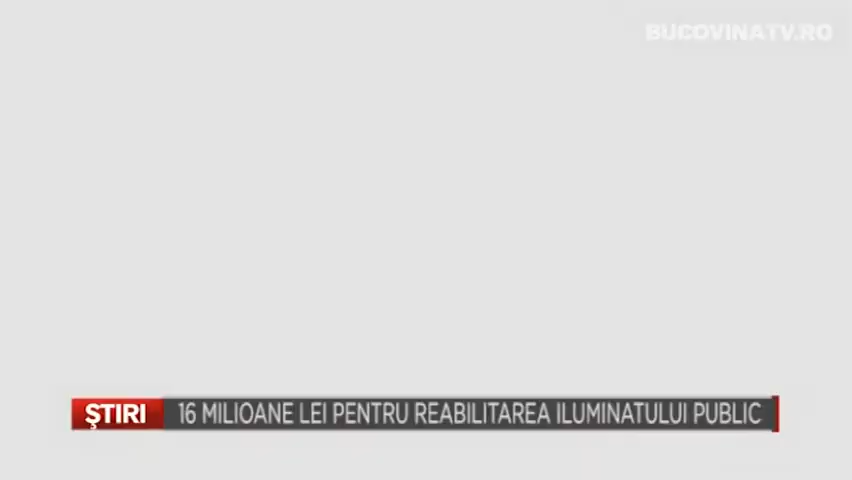 BUCOVINATV.RO
ŞTIRI 16 MILIOANE LEI PENTRU REABILITAREA ILUMINATULUI PUBLIC